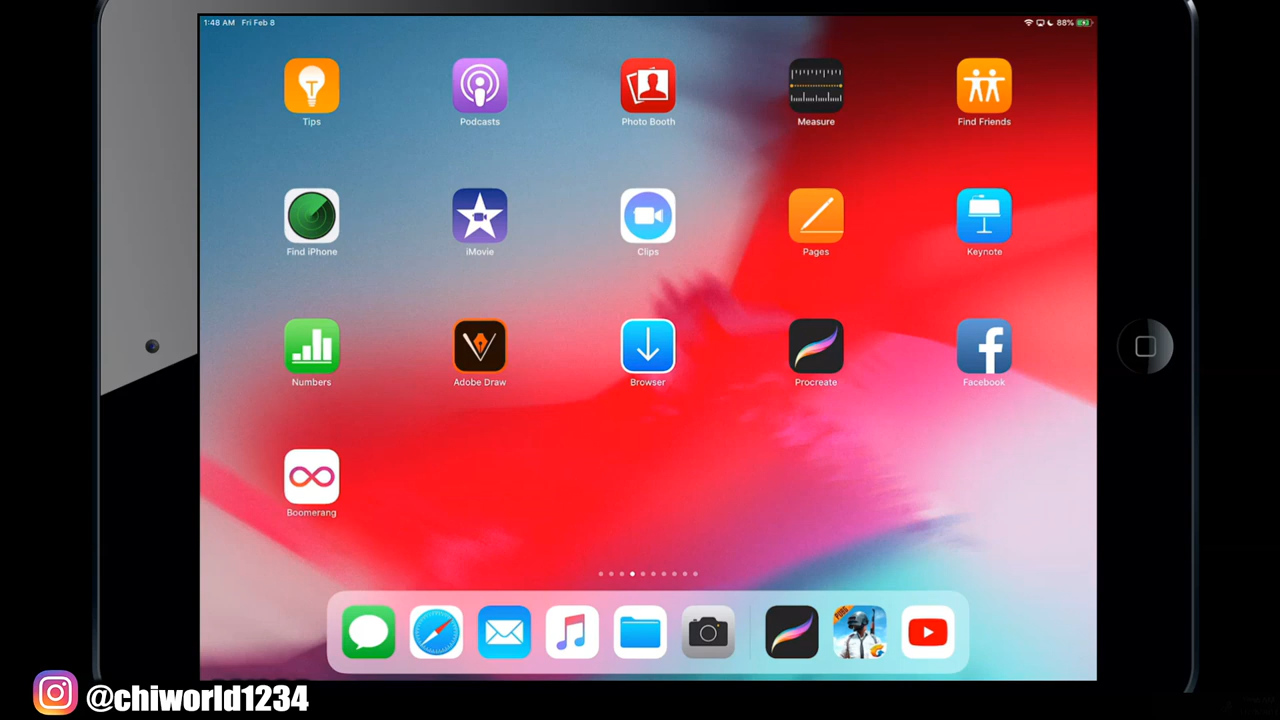 1:48 AM Fri Feb 8
88%
Tips
Podcasts
Photo Booth
Measure
Find Friends
Find iPhone
iMovie
Clips
Pages
Keynote
Numbers
Adobe Draw
Browser
Procreate
Facebook
Boomerang
PUBG
@chiworld1234